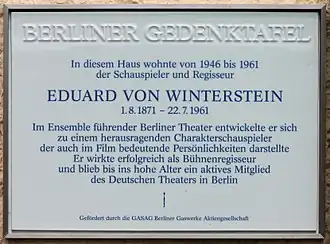 BERLINER GEDENKTAFEL
In diesem Haus wohnte von 1946 bis 1961
der Schauspieler und Regisseur
EDUARD VON WINTERSTEIN
1.8.1871 – 22.7.1961
Im Ensemble führender Berliner Theater entwickelte er sich
zu einem herausragenden Charakterschauspieler
der auch im Film bedeutende Persönlichkeiten darstellte
Er wirkte erfolgreich als Bühnenregisseur
und blieb bis ins hohe Alter ein aktives Mitglied
des Deutschen Theaters in Berlin
Gefördert durch die GASAG Berliner Gaswerke Aktiengesellschaft